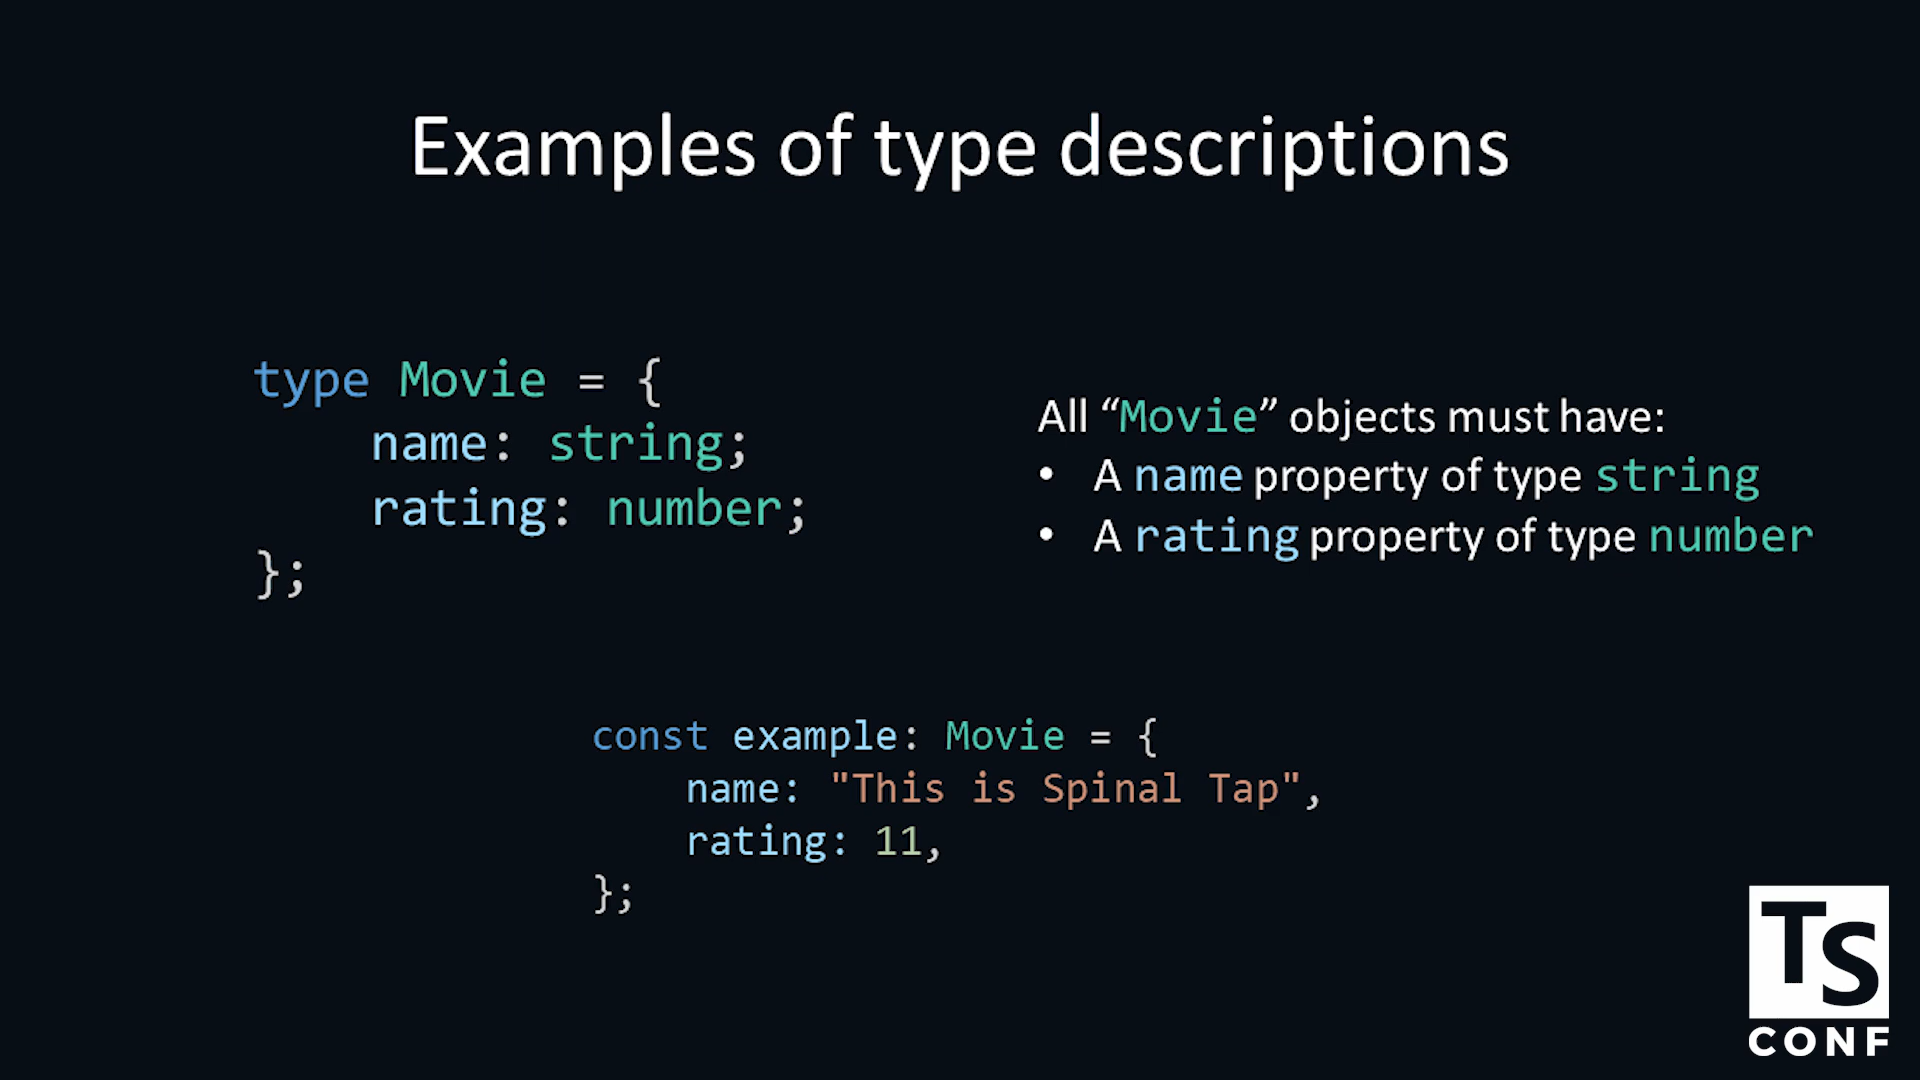 Examples of type descriptions
type Movie = {
    name: string;
    rating: number;
};
All “Movie” objects must have:
• A name property of type string
• A rating property of type number
const example: Movie = {
    name: "This is Spinal Tap",
    rating: 11,
};
TS
CONF